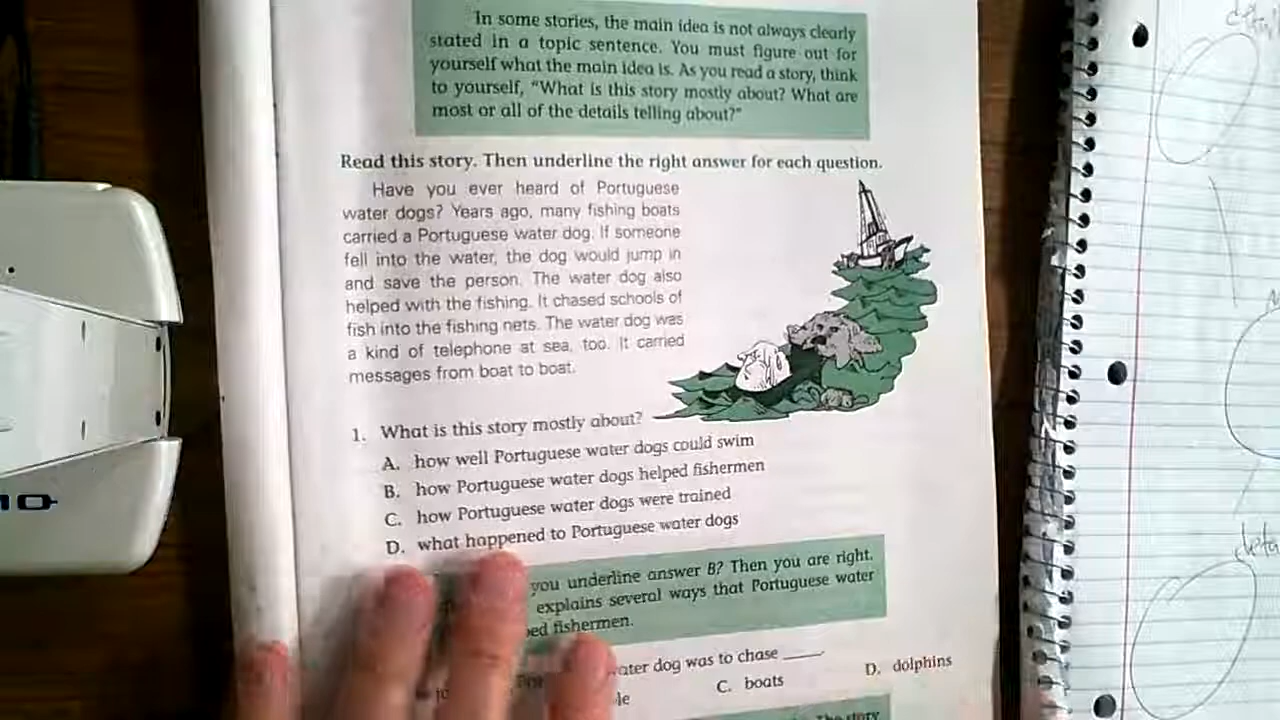 In some stories, the main idea is not always clearly
stated in a topic sentence. You must figure out for
yourself what the main idea is. As you read a story, think
to yourself, "What is this story mostly about? What are
most or all of the details telling about?"
Read this story. Then underline the right answer for each question.
Have you ever heard of Portuguese
water dogs? Years ago, many fishing boats
carried a Portuguese water dog. If someone
fell into the water, the dog would jump in
and save the person. The water dog also
helped with the fishing. It chased schools of
fish into the fishing nets. The water dog was
a kind of telephone at sea, too. It carried
messages from boat to boat.
1. What is this story mostly about?
A. how well Portuguese water dogs could swim
B. how Portuguese water dogs helped fishermen
C. how Portuguese water dogs were trained
D. what happened to Portuguese water dogs
you underline answer B? Then you are right.
explains several ways that Portuguese water
fishermen.
dog was to chase ____.
C. boats
D. dolphins
The story